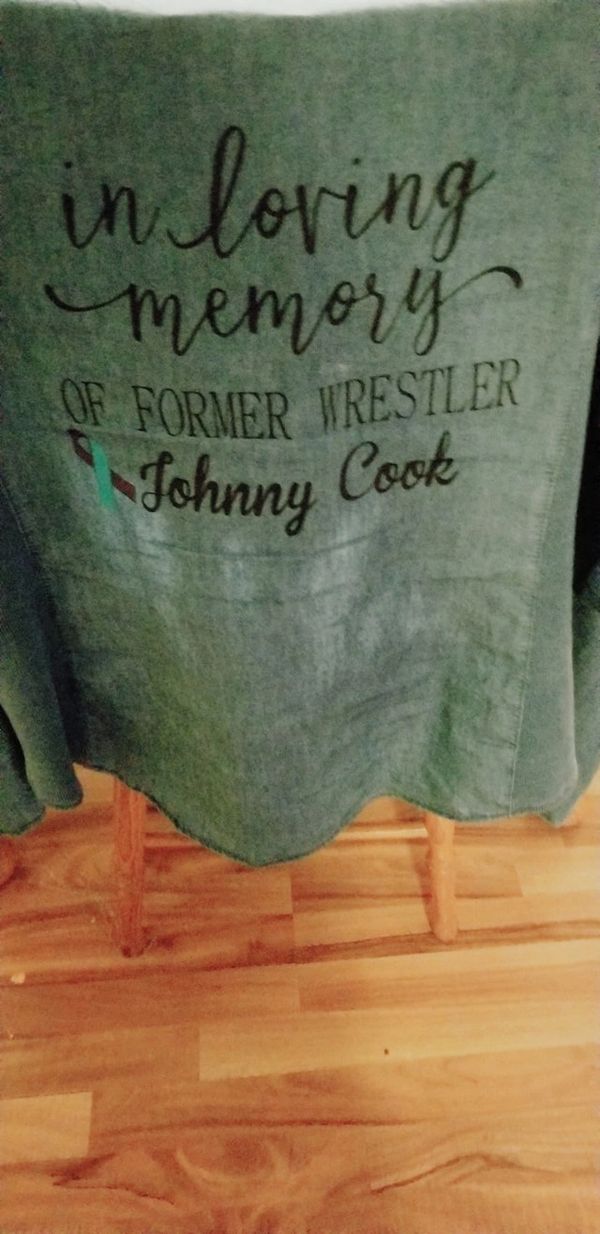 in loving
memory
OF FORMER WRESTLER
Johnny Cook